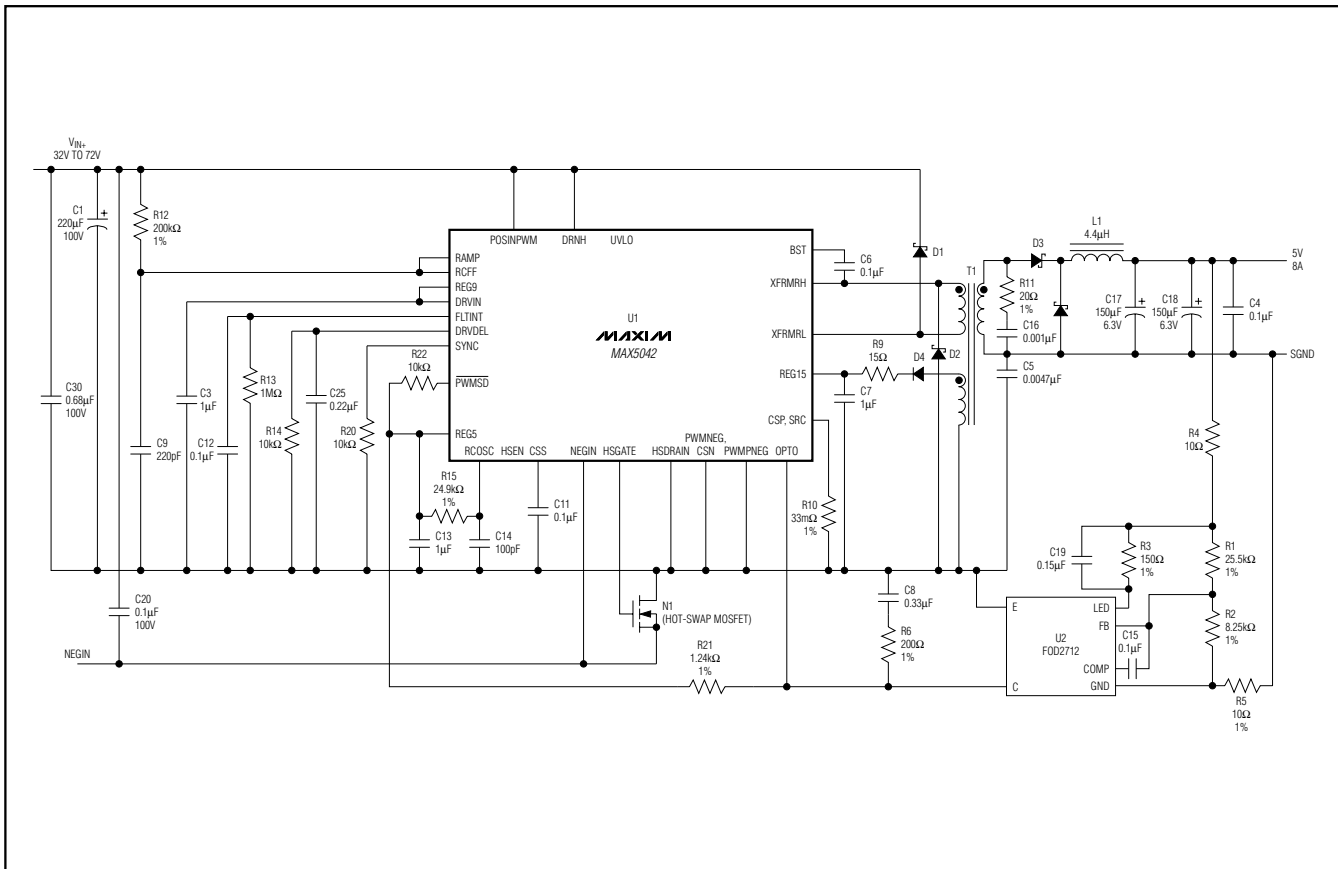 VIN+
32V TO 72V
C1
220µF
100V
+
R12
200kΩ
1%
POSINPWM
DRNH
UVLO
RAMP
RCFF
REG9
DRVIN
FLTINT
DRVDEL
SYNC
PWMSD
REG5
RCOSC
HSEN
CSS
NEGIN
HSGATE
HSDRAIN
PWMNEG,
CSN
PWMPNEG
OPTO
BST
XFRMRH
XFRMRL
REG15
CSP, SRC
U1
MAXIM
MAX5042
C6
0.1µF
D1
D2
T1
D3
R11
20Ω
1%
C16
0.001µF
L1
4.4µH
C17
150µF
6.3V
+
C18
150µF
6.3V
+
C4
0.1µF
5V
8A
SGND
C5
0.0047µF
R9
15Ω
D4
C7
1µF
R22
10kΩ
C30
0.68µF
100V
C3
1µF
R13
1MΩ
C25
0.22µF
C9
220pF
C12
0.1µF
R14
10kΩ
R20
10kΩ
R15
24.9kΩ
1%
C13
1µF
C14
100pF
C11
0.1µF
R10
33mΩ
1%
R4
10Ω
C20
0.1µF
100V
NEGIN
N1
(HOT-SWAP MOSFET)
R21
1.24kΩ
1%
C8
0.33µF
R6
200Ω
1%
C19
0.15µF
R3
150Ω
1%
R1
25.5kΩ
1%
R2
8.25kΩ
1%
E
C
U2
FOD2712
LED
FB
COMP
GND
C15
0.1µF
R5
10Ω
1%